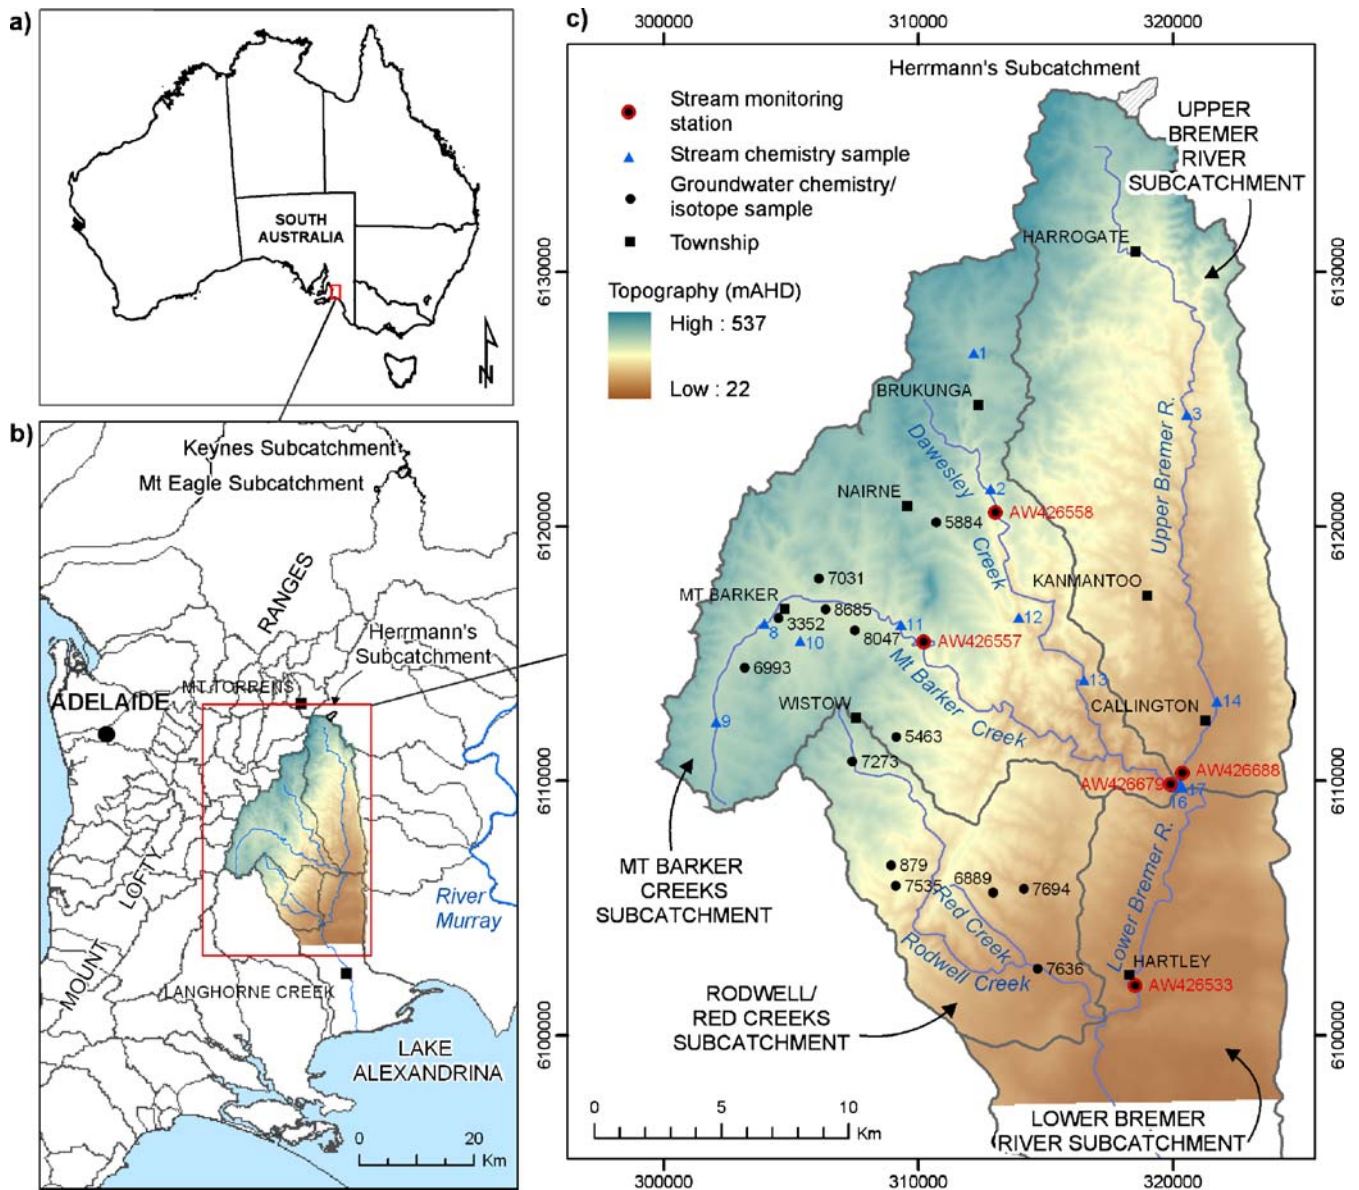 a)
SOUTH
AUSTRALIA
N
b)
Keynes Subcatchment
Mt Eagle Subcatchment
RANGES
Herrmann's
Subcatchment
MT TORRENS
ADELAIDE
LOFTY
MOUNT
River
Murray
LANGHORNE CREEK
LAKE
ALEXANDRINA
0 20
Km
c)
300000 310000 320000
Herrmann's Subcatchment
Stream monitoring
station
Stream chemistry sample
Groundwater chemistry/
isotope sample
Township
Topography (mAHD)
High : 537
Low : 22
UPPER
BREMER
RIVER
SUBCATCHMENT
HARROGATE
6130000
6130000
1
BRUKUNGA
3
Dawesley
Creek
Upper Bremer R.
2
NAIRNE
5884
AW426558
6120000
6120000
7031
KANMANTOO
MT BARKER
8685
3352
8
10
8047
11
12
AW426557
6993
Mt Barker
Creek
13
9
WISTOW
CALLINGTON
14
5463
7273
AW426688
AW426679
17
16
6110000
6110000
MT BARKER
CREEKS
SUBCATCHMENT
879
7535
6889
7694
Red Creek
Rodwell Creek
Lower Bremer R.
7636
HARTLEY
AW426533
RODWELL/
RED CREEKS
SUBCATCHMENT
6100000
6100000
LOWER BREMER
RIVER SUBCATCHMENT
0 5 10
Km
300000 310000 320000